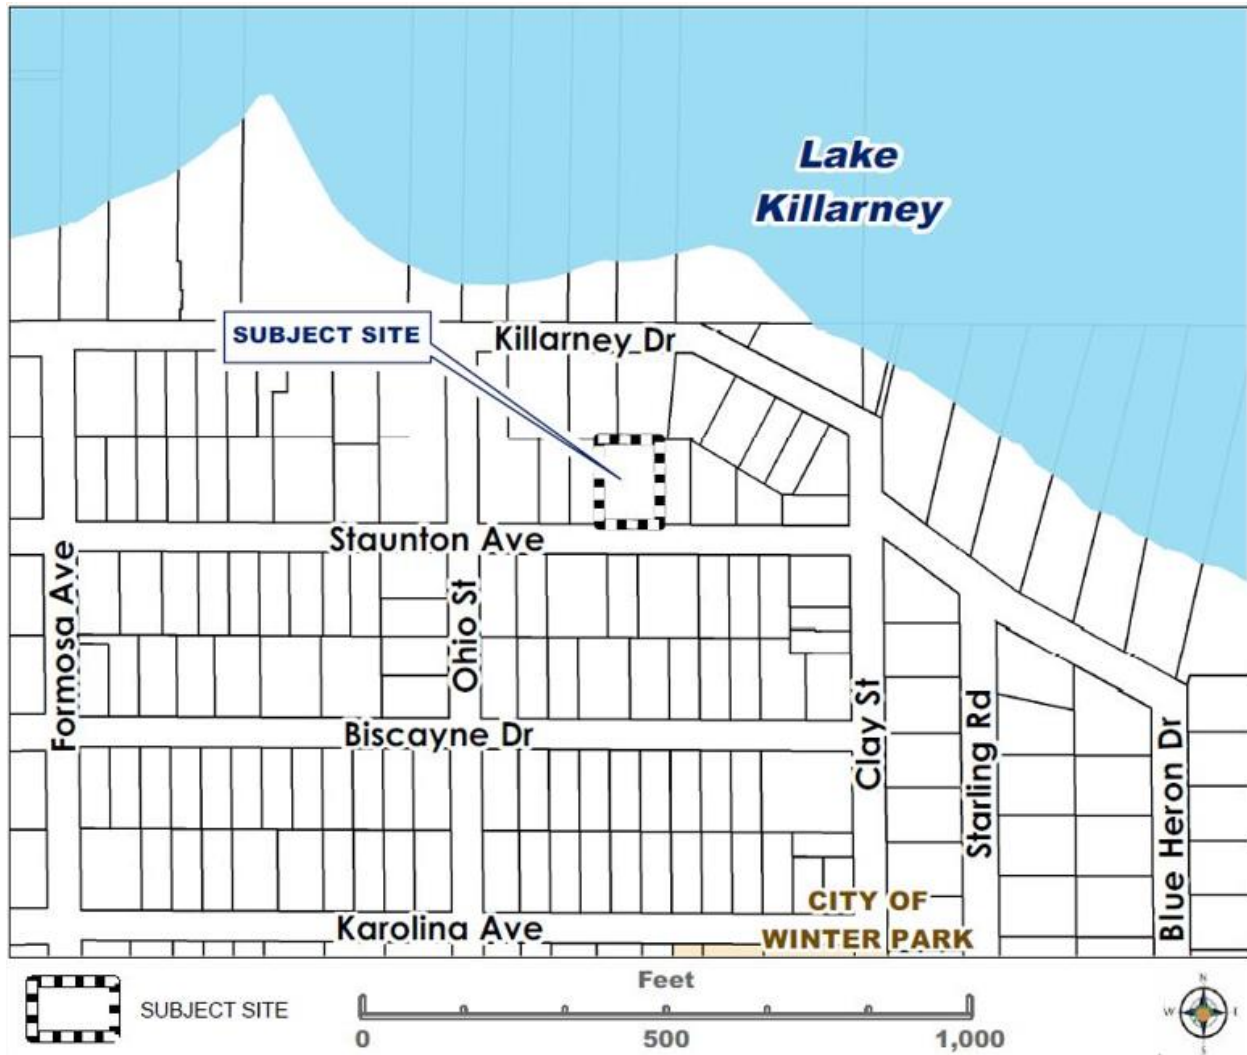 Lake
Killarney
SUBJECT SITE
Killarney Dr
Staunton Ave
Formosa Ave
Ohio St
Biscayne Dr
Clay St
Starling Rd
Blue Heron Dr
CITY OF
WINTER PARK
Karolina Ave
SUBJECT SITE
Feet
0 500 1,000
N
W E
S